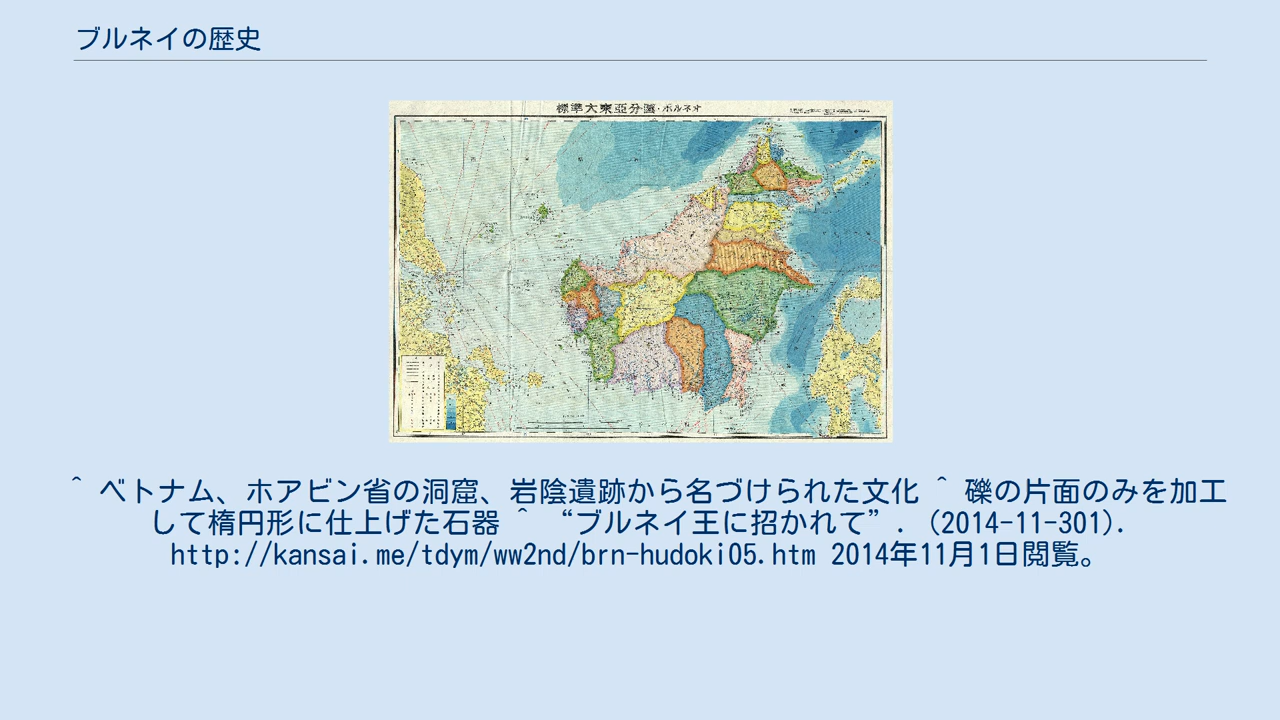 ブルネイの歴史
標準大東亜分図・ボルネオ
^ ベトナム、ホアビン省の洞窟、岩陰遺跡から名づけられた文化 ^ 礫の片面のみを加工
して楕円形に仕上げた石器 ^ “ブルネイ王に招かれて”. (2014-11-301).
http://kansai.me/tdym/ww2nd/brn-hudoki05.htm 2014年11月1日閲覧。